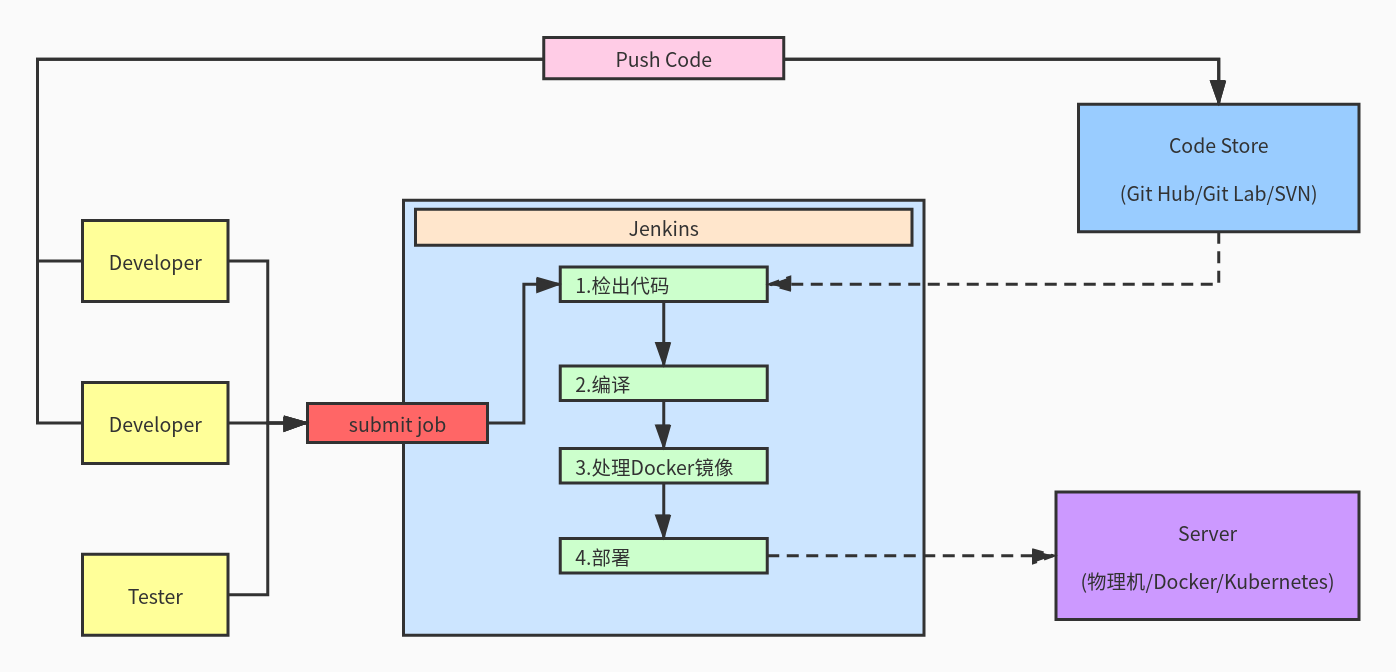 Push Code
Code Store
(Git Hub/Git Lab/SVN)
Jenkins
Developer
1.检出代码
2.编译
Developer
submit job
3.处理Docker镜像
Server
4.部署
(物理机/Docker/Kubernetes)
Tester